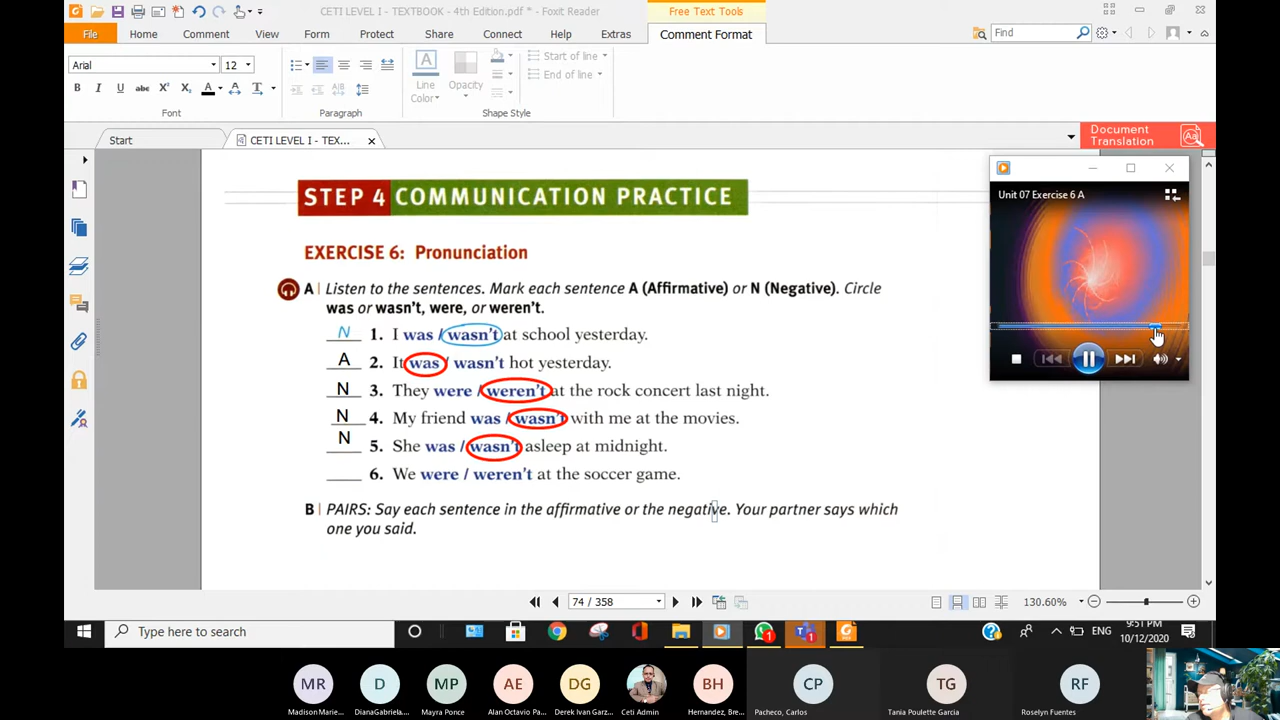 CETI LEVEL I - TEXTBOOK - 4th Edition.pdf * - Foxit Reader
Free Text Tools
File Home Comment View Form Protect Share Connect Help Extras Comment Format
Find
Arial 12
Line Color
Opacity
Start of line
End of line
Font Paragraph Shape Style
Start
CETI LEVEL I - TEX...
Document Translation
STEP 4 COMMUNICATION PRACTICE
EXERCISE 6: Pronunciation
A | Listen to the sentences. Mark each sentence A (Affirmative) or N (Negative). Circle
was or wasn't, were, or weren't.
N 1. I was / wasn't at school yesterday.
A 2. It was / wasn't hot yesterday.
N 3. They were / weren't at the rock concert last night.
N 4. My friend was / wasn't with me at the movies.
N 5. She was / wasn't asleep at midnight.
6. We were / weren't at the soccer game.
B | PAIRS: Say each sentence in the affirmative or the negative. Your partner says which
one you said.
Unit 07 Exercise 6 A
74 / 358
130.60%
Type here to search
ENG
9:51 PM
10/12/2020
MR D MP AE DG BH CP TG RF
Madison Marie... DianaGabriela... Mayra Ponce Alan Octavio Pa... Derek Ivan Garz... Ceti Admin Hernandez, Bre... Pacheco, Carlos Tania Poulette Garcia Roselyn Fuentes